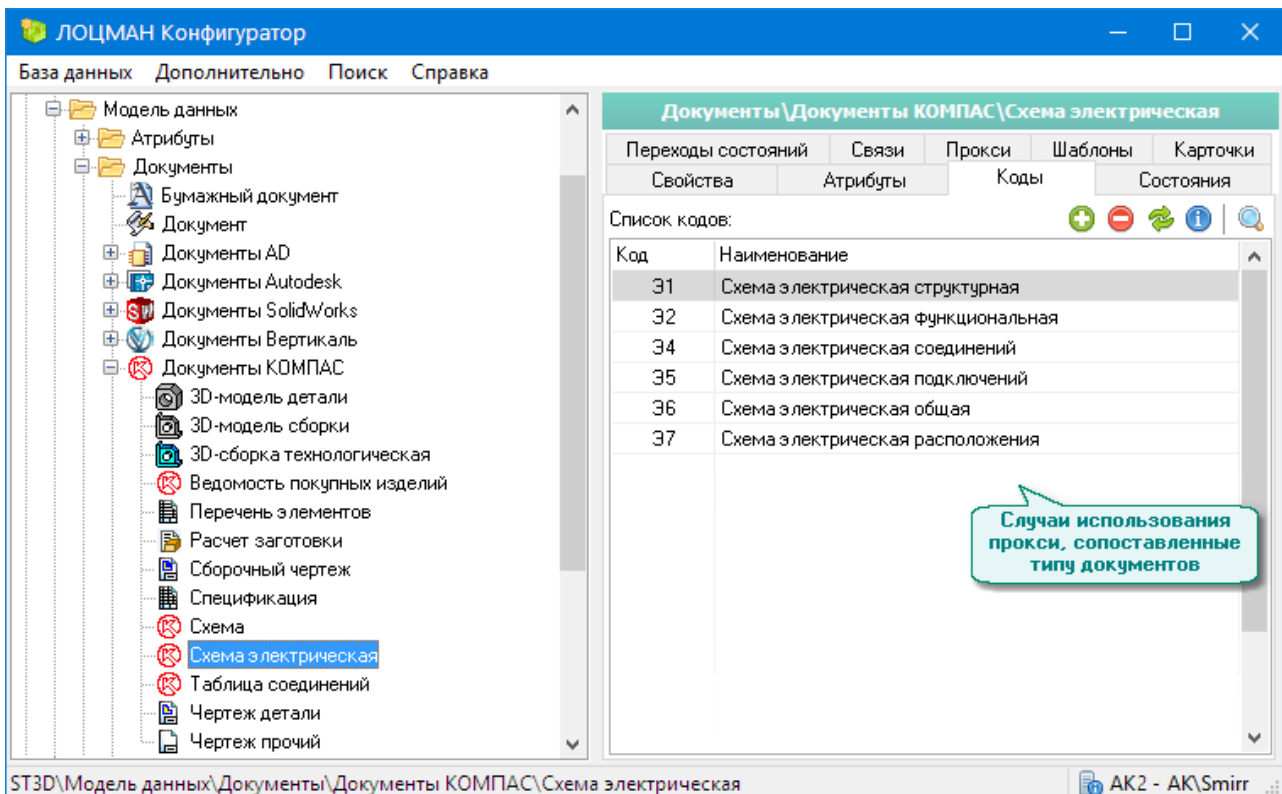 ЛОЦМАН Конфигуратор
База данных Дополнительно Поиск Справка
Модель данных
Атрибуты
Документы
Бумажный документ
Документ
Документы AD
Документы Autodesk
Документы SolidWorks
Документы Вертикаль
Документы КОМПАС
3D-модель детали
3D-модель сборки
3D-сборка технологическая
Ведомость покупных изделий
Перечень элементов
Расчет заготовки
Сборочный чертеж
Спецификация
Схема
Схема электрическая
Таблица соединений
Чертеж детали
Чертеж прочий
Документы\Документы КОМПАС\Схема электрическая
Переходы состояний Связи Прокси Шаблоны Карточки
Свойства Атрибуты Коды Состояния
Список кодов:
Код Наименование
Э1 Схема электрическая структурная
Э2 Схема электрическая функциональная
Э4 Схема электрическая соединений
Э5 Схема электрическая подключений
Э6 Схема электрическая общая
Э7 Схема электрическая расположения
Случаи использования
прокси, сопоставленные
типу документов
ST3D\Модель данных\Документы\Документы КОМПАС\Схема электрическая
AK2 - AK\Smirr